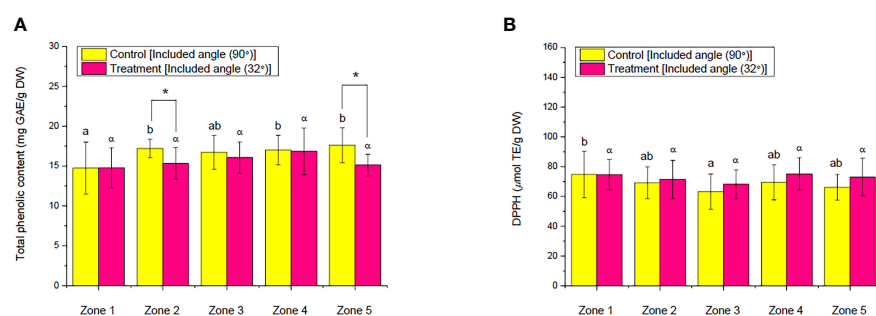 A
Total phenolic content (mg GAE/g DW)
30
25
20
15
10
5
0
Control [Included angle (90°)]
Treatment [Included angle (32°)]
a α b * α ab α b α b * α
Zone 1 Zone 2 Zone 3 Zone 4 Zone 5
B
DPPH (μmol TE/g DW)
160
140
120
100
80
60
40
20
0
Control [Included angle (90°)]
Treatment [Included angle (32°)]
b α ab α a α ab α ab α
Zone 1 Zone 2 Zone 3 Zone 4 Zone 5